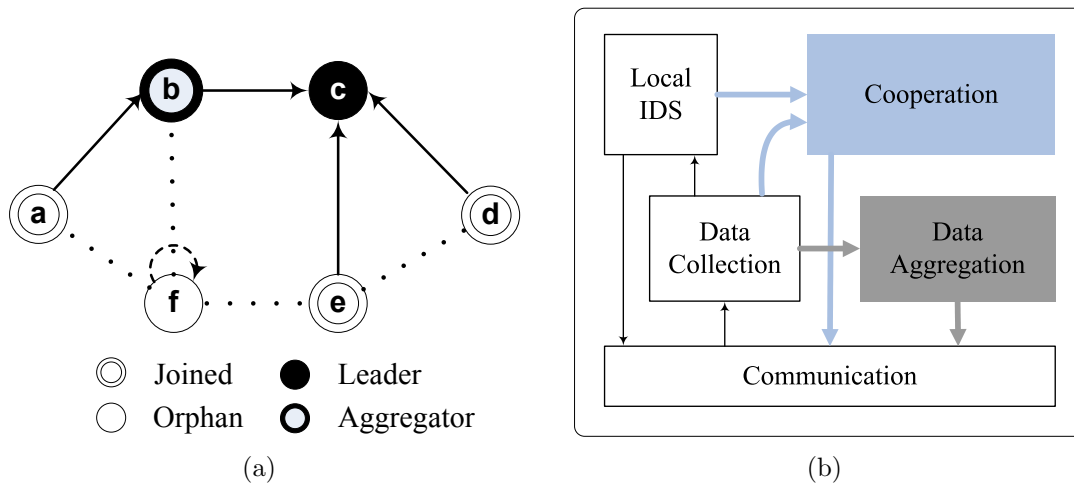 b
c
a
d
f
e
Joined
Leader
Orphan
Aggregator
(a)
Local
IDS
Cooperation
Data
Collection
Data
Aggregation
Communication
(b)